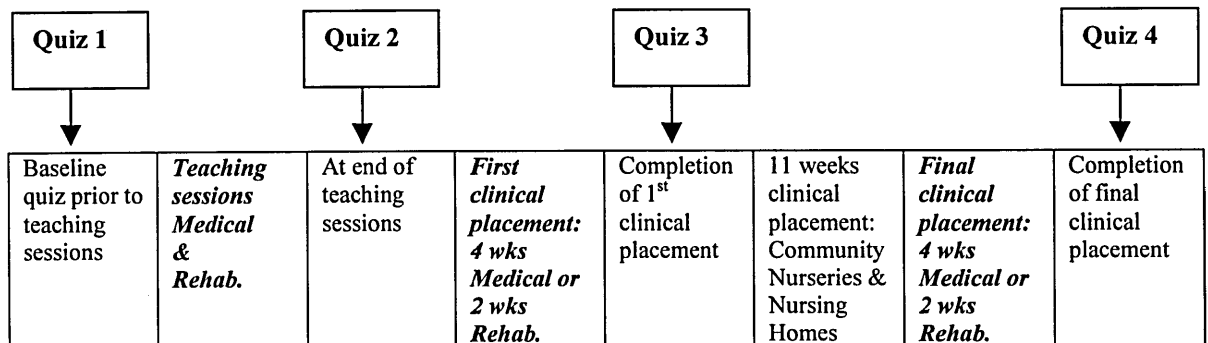 Quiz 1
Quiz 2
Quiz 3
Quiz 4
Baseline
quiz prior to
teaching
sessions
Teaching
sessions
Medical
&
Rehab.
At end of
teaching
sessions
First
clinical
placement:
4 wks
Medical or
2 wks
Rehab.
Completion
of 1st
clinical
placement
11 weeks
clinical
placement:
Community
Nurseries &
Nursing
Homes
Final
clinical
placement:
4 wks
Medical or
2 wks
Rehab.
Completion
of final
clinical
placement